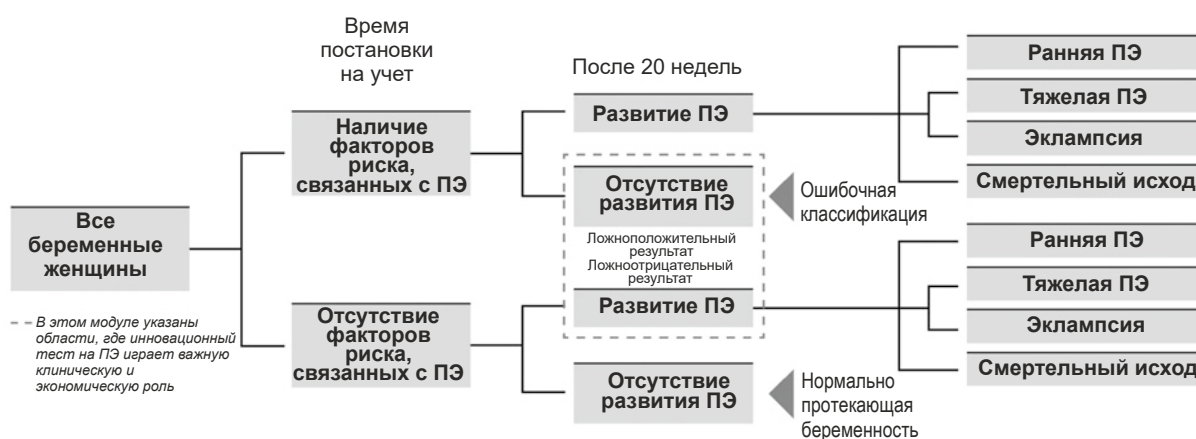 Время
постановки
на учет
После 20 недель
Все
беременные
женщины
В этом модуле указаны
области, где инновационный
тест на ПЭ играет важную
клиническую и
экономическую роль
Наличие
факторов
риска,
связанных с ПЭ
Отсутствие
факторов
риска,
связанных с ПЭ
Развитие ПЭ
Отсутствие
развития ПЭ
Ложноположительный
результат
Ложноотрицательный
результат
Развитие ПЭ
Отсутствие
развития ПЭ
Ошибочная
классификация
Нормально
протекающая
беременность
Ранняя ПЭ
Тяжелая ПЭ
Эклампсия
Смертельный исход
Ранняя ПЭ
Тяжелая ПЭ
Эклампсия
Смертельный исход